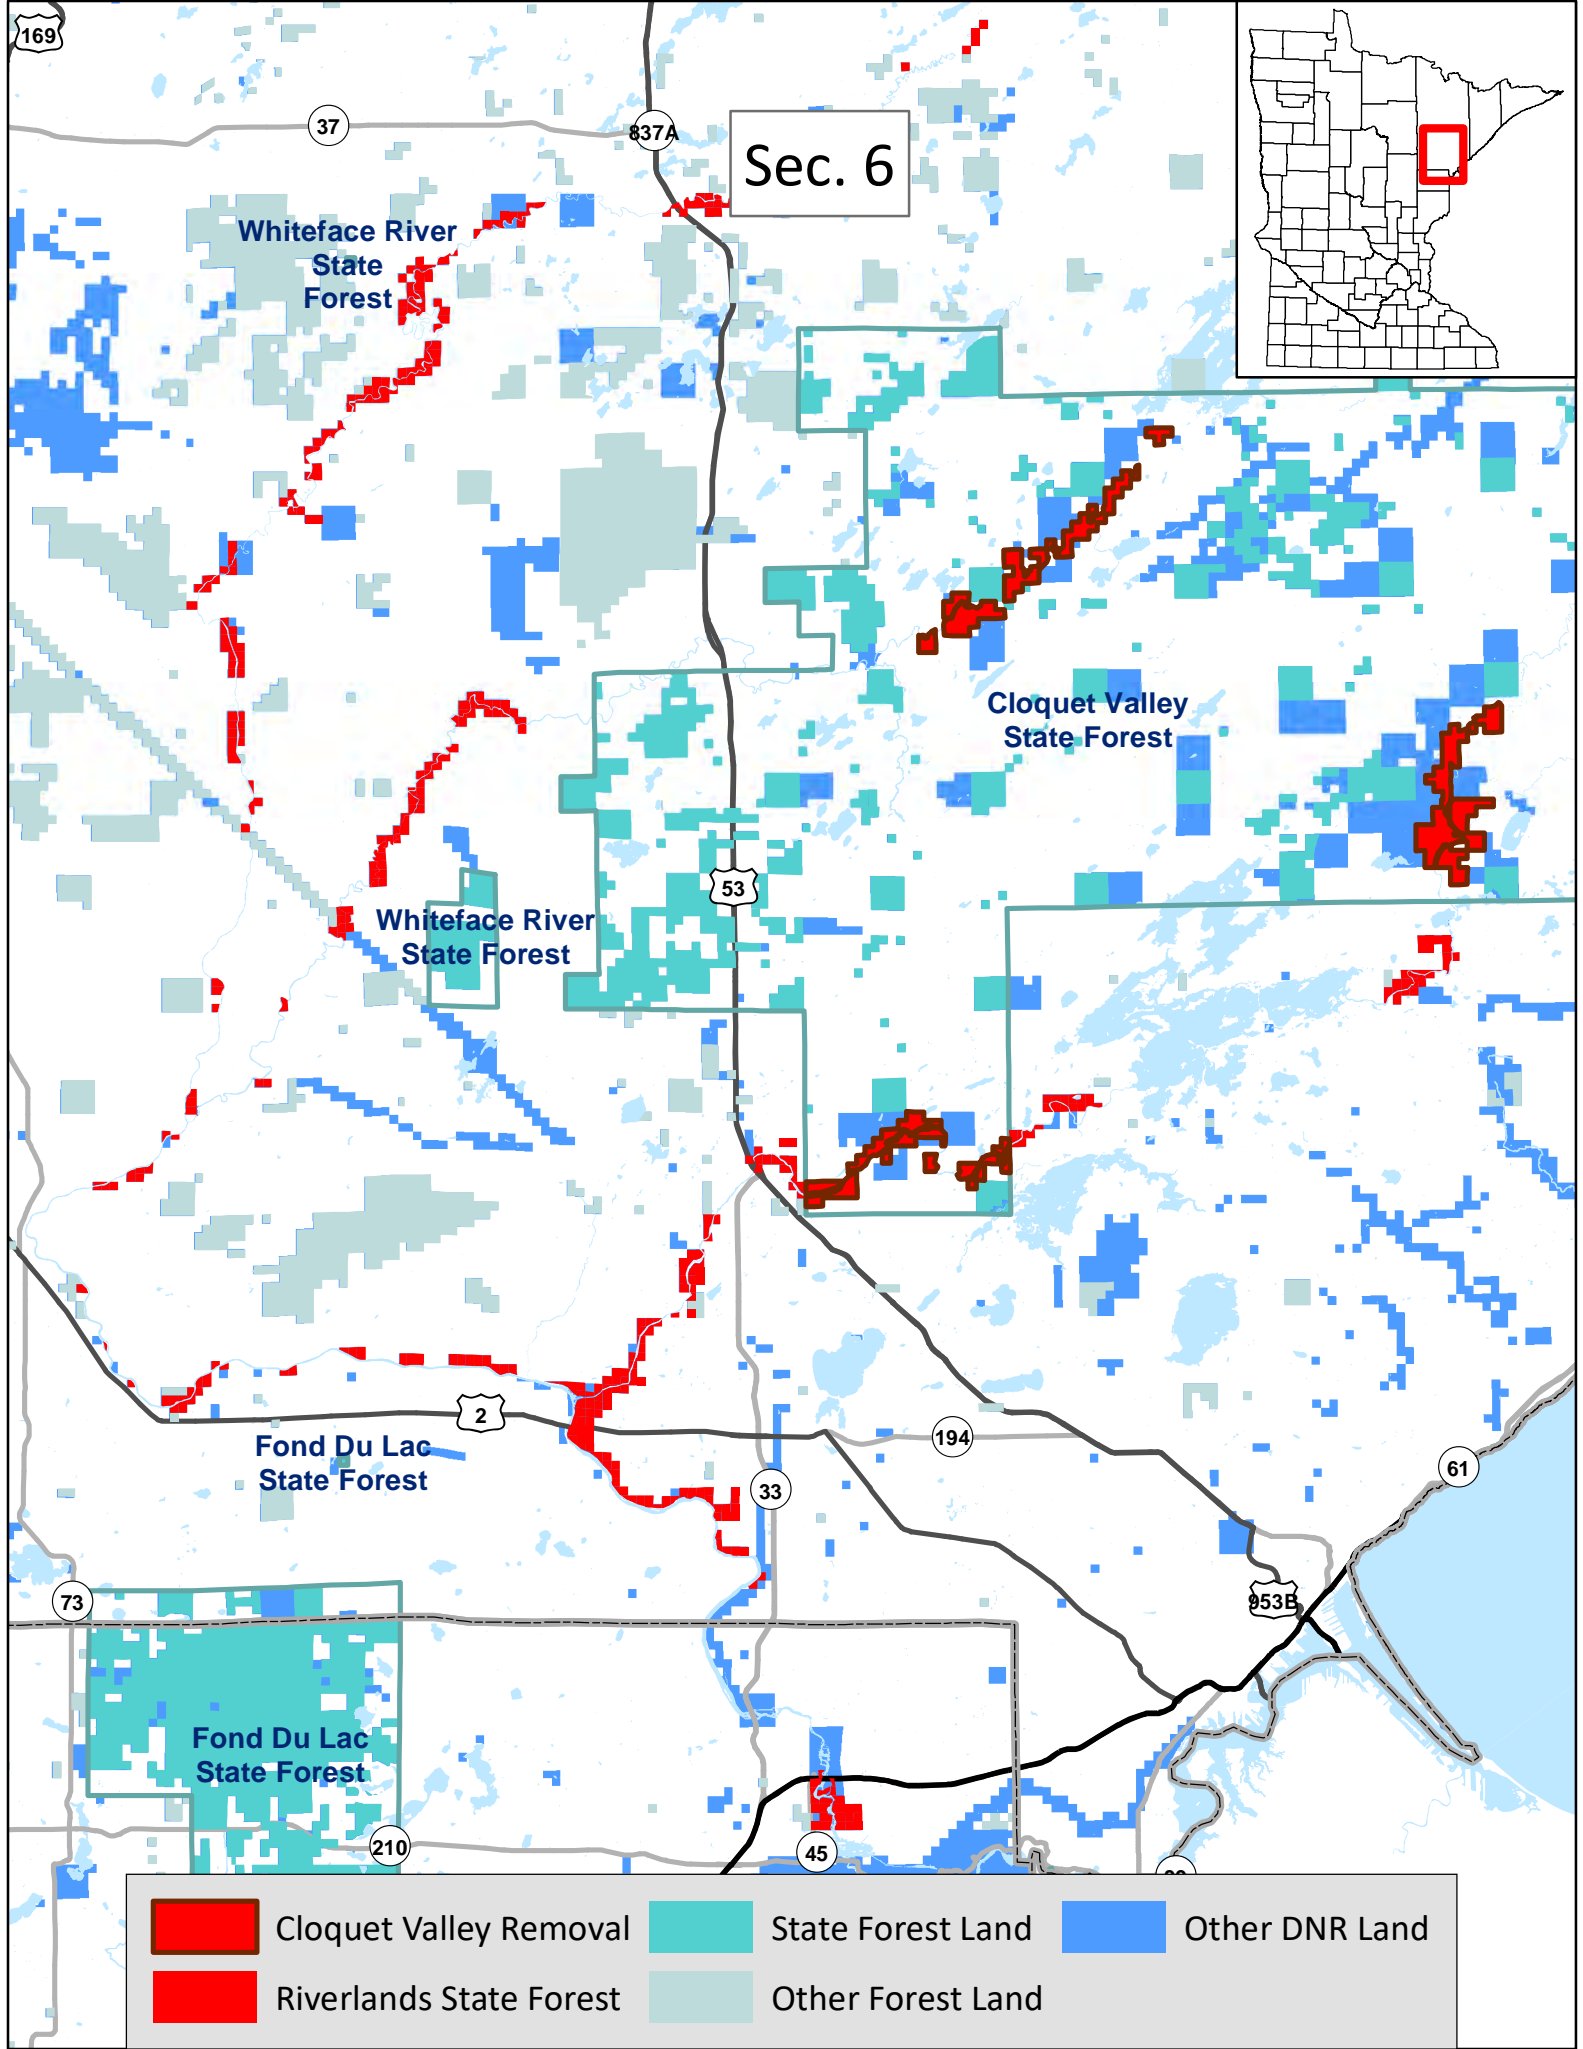 169
37
837A
Sec. 6
Whiteface River
State
Forest
Cloquet Valley
State Forest
53
Whiteface River
State Forest
2
Fond Du Lac
State Forest
194
61
33
73
953B
Fond Du Lac
State Forest
210
45
Cloquet Valley Removal
State Forest Land
Other DNR Land
Riverlands State Forest
Other Forest Land